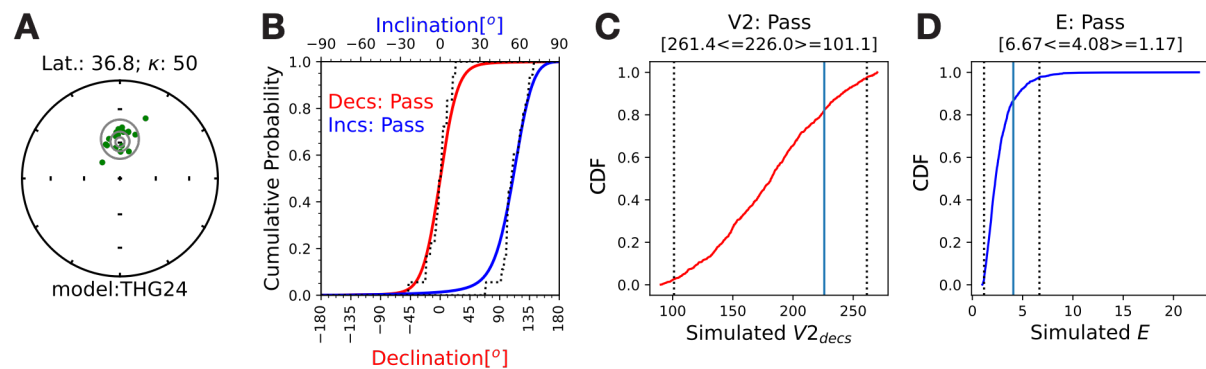 A
Lat.: 36.8; κ: 50
model:THG24
B
Inclination[°]
−90 −60 −30 0 30 60 90
Cumulative Probability
1.0
0.8
0.6
0.4
0.2
0.0
Decs: Pass
Incs: Pass
−180 −135 −90 −45 0 45 90 135 180
Declination[°]
C
V2: Pass
[261.4<=226.0>=101.1]
CDF
1.0
0.8
0.6
0.4
0.2
0.0
100 150 200 250
Simulated V2decs
D
E: Pass
[6.67<=4.08>=1.17]
CDF
1.0
0.8
0.6
0.4
0.2
0.0
0 5 10 15 20
Simulated E